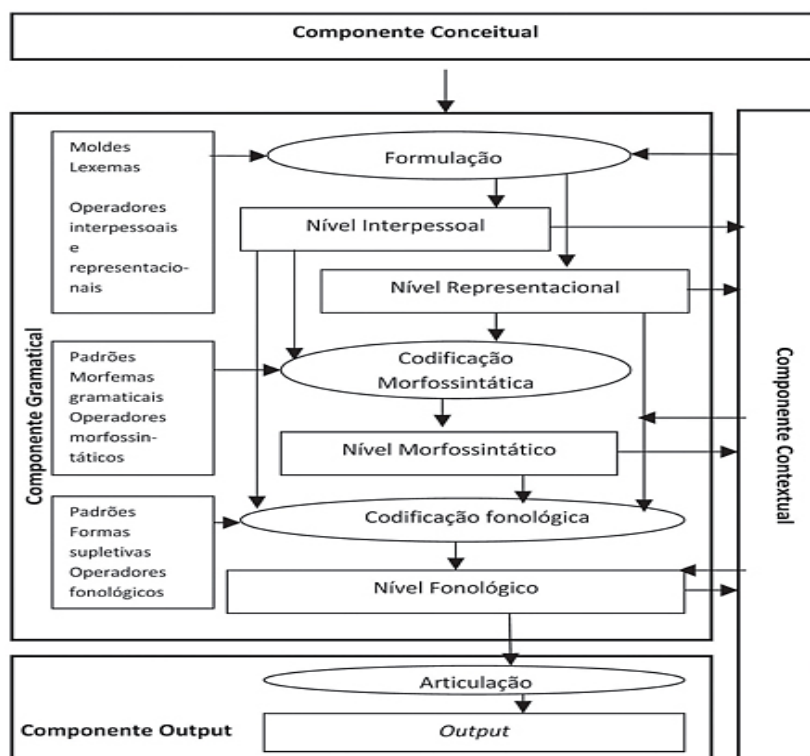 Componente Conceitual
Moldes
Lexemas
Operadores
interpessoais
e
representacio-
nais
Formulação
Nível Interpessoal
Nível Representacional
Componente Gramatical
Padrões
Morfemas
gramaticais
Operadores
morfossin-
táticos
Codificação
Morfossintática
Nível Morfossintático
Componente Contextual
Padrões
Formas
supletivas
Operadores
fonológicos
Codificação fonológica
Nível Fonológico
Articulação
Componente Output
Output